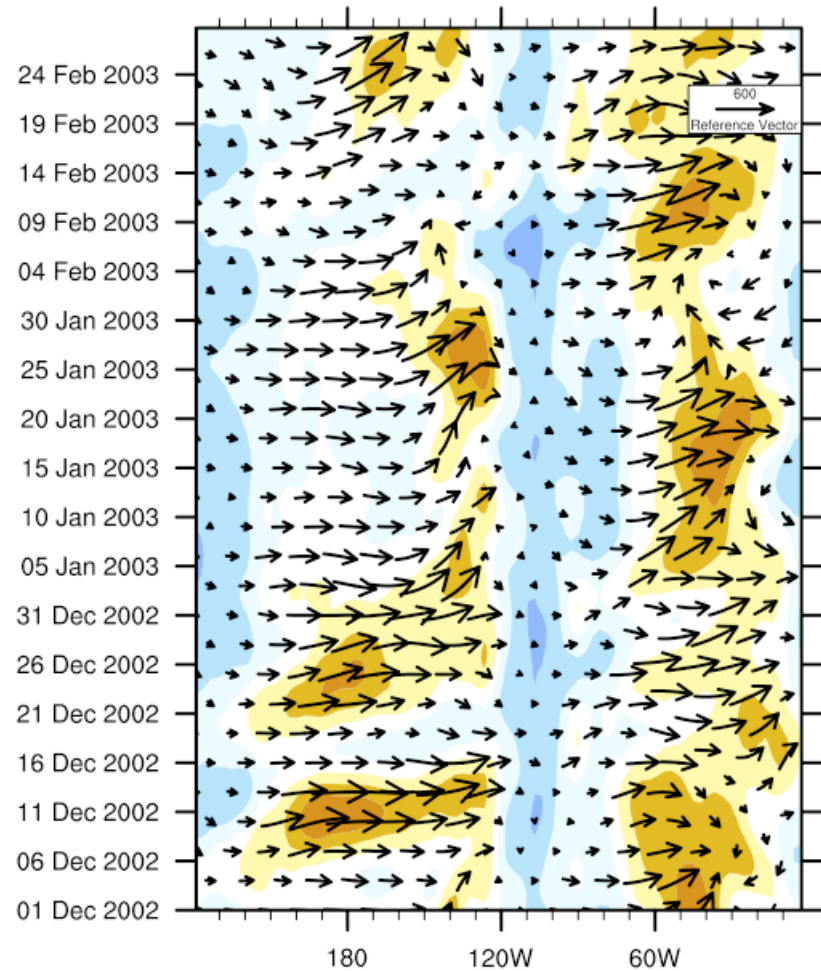 24 Feb 2003
600
Reference Vector
19 Feb 2003
14 Feb 2003
09 Feb 2003
04 Feb 2003
30 Jan 2003
25 Jan 2003
20 Jan 2003
15 Jan 2003
10 Jan 2003
05 Jan 2003
31 Dec 2002
26 Dec 2002
21 Dec 2002
16 Dec 2002
11 Dec 2002
06 Dec 2002
01 Dec 2002
180 120W 60W